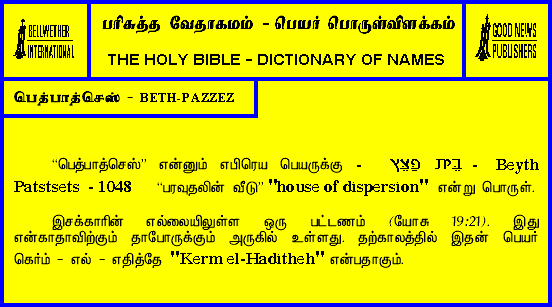 BELLWETHER
INTERNATIONAL
பரிசுத்த வேதாகமம் - பெயர் பொருள்விளக்கம்
THE HOLY BIBLE - DICTIONARY OF NAMES
GOOD NEWS
PUBLISHERS
பெத்பாத்செஸ் - BETH-PAZZEZ
“பெத்பாத்செஸ்” என்னும் எபிரெய பெயருக்கு - בֵּית פַּצֵּץ - Beyth
Patstsets - 1048 “பரவுதலின் வீடு” "house of dispersion" என்று பொருள்.
இசக்காரின் எல்லையிலுள்ள ஒரு பட்டணம் (யோசு 19:21). இது
என்காதாவிற்கும் தாபோருக்கும் அருகில் உள்ளது. தற்காலத்தில் இதன் பெயர்
கெர்ம் - எல் - எதித்தே "Kerm el-Haditheh" என்பதாகும்.